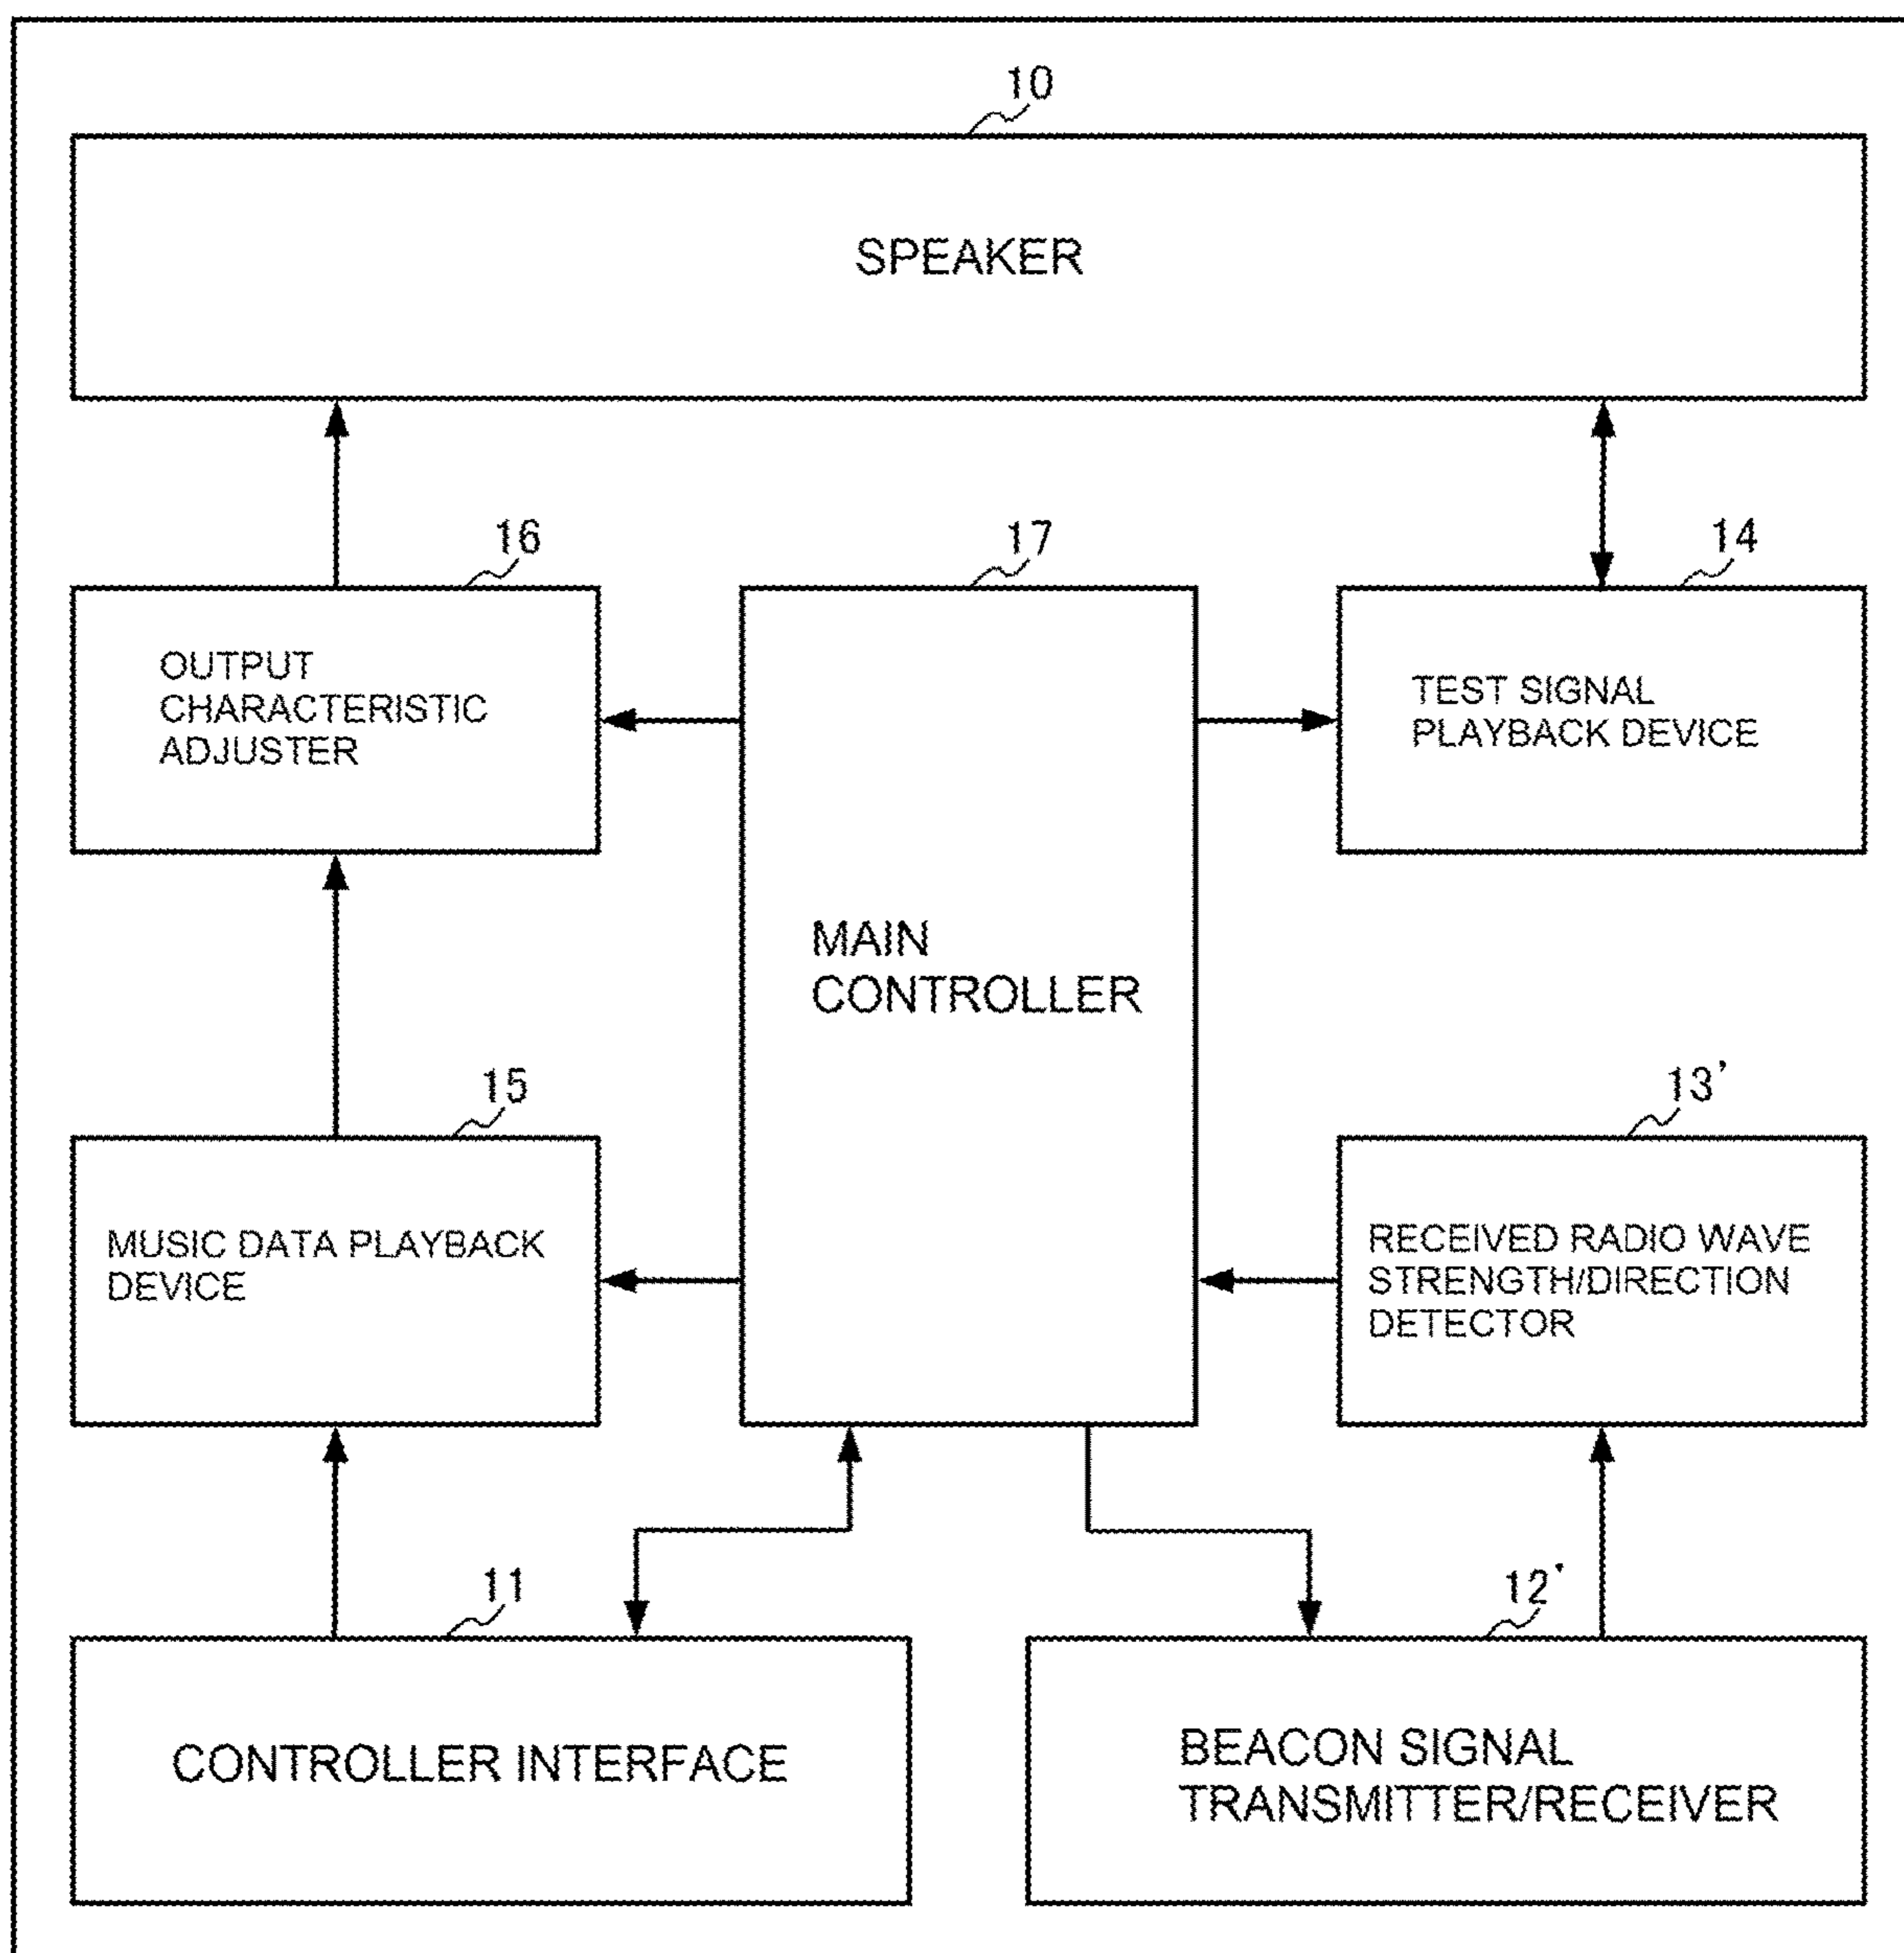 10
SPEAKER
16
17
14
OUTPUT
CHARACTERISTIC
ADJUSTER
TEST SIGNAL
PLAYBACK DEVICE
MAIN
CONTROLLER
15
13'
MUSIC DATA PLAYBACK
DEVICE
RECEIVED RADIO WAVE
STRENGTH/DIRECTION
DETECTOR
11
12'
CONTROLLER INTERFACE
BEACON SIGNAL
TRANSMITTER/RECEIVER